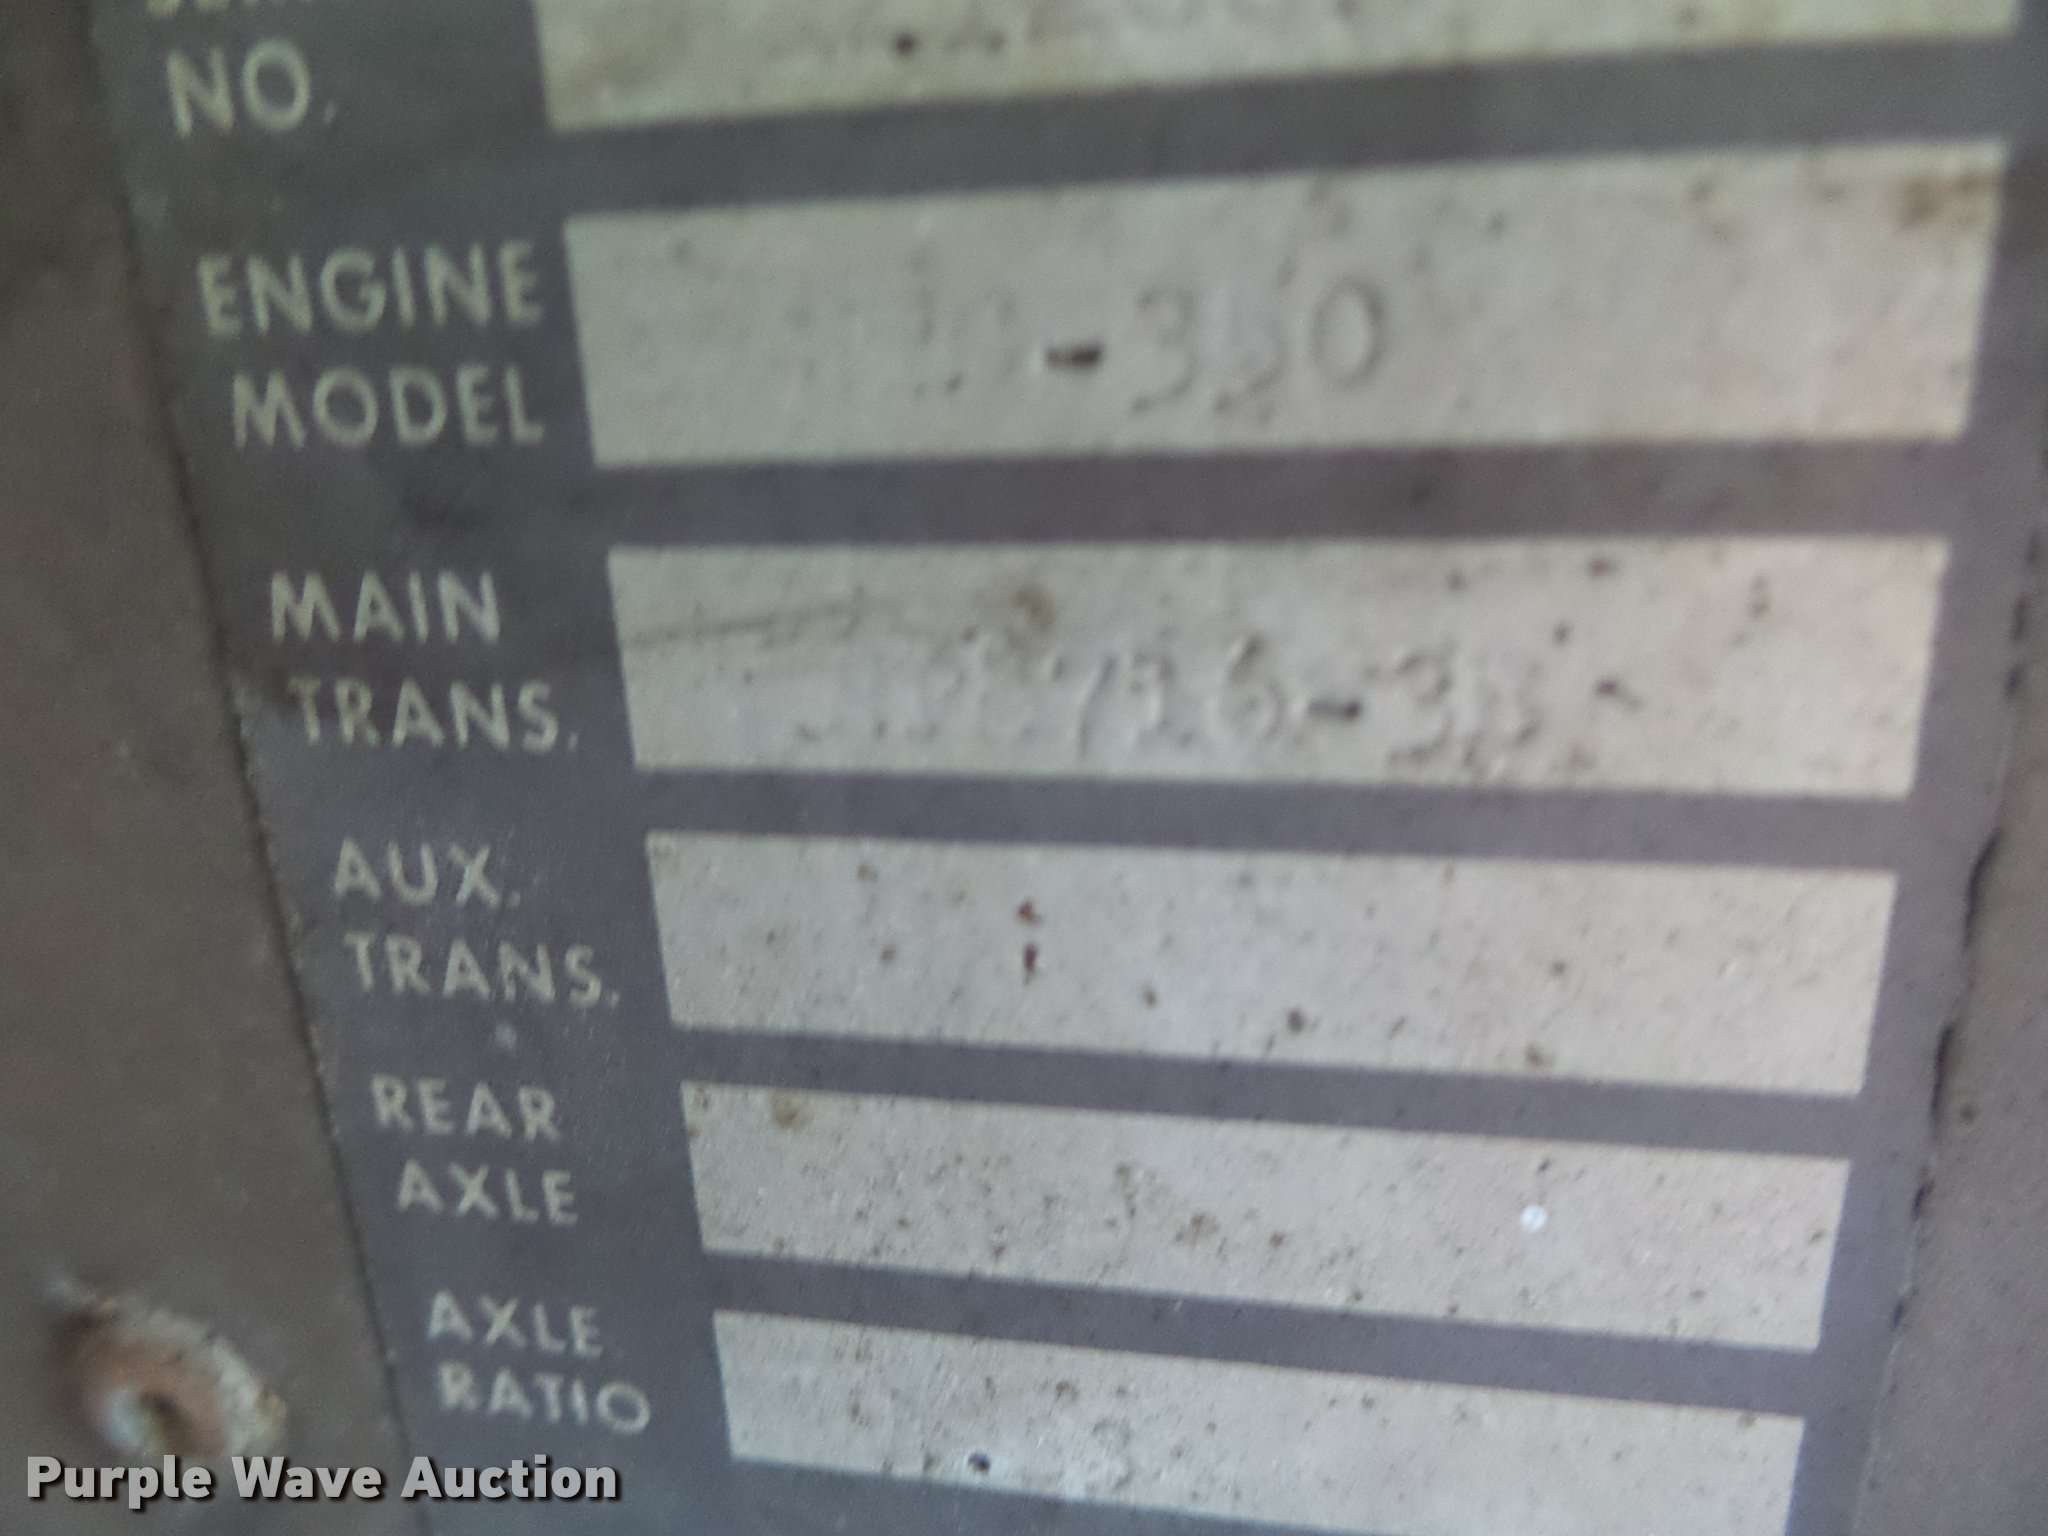 NO.
ENGINE
MODEL
MAIN
TRANS.
AUX.
TRANS.
REAR
AXLE
AXLE
RATIO
Purple Wave Auction